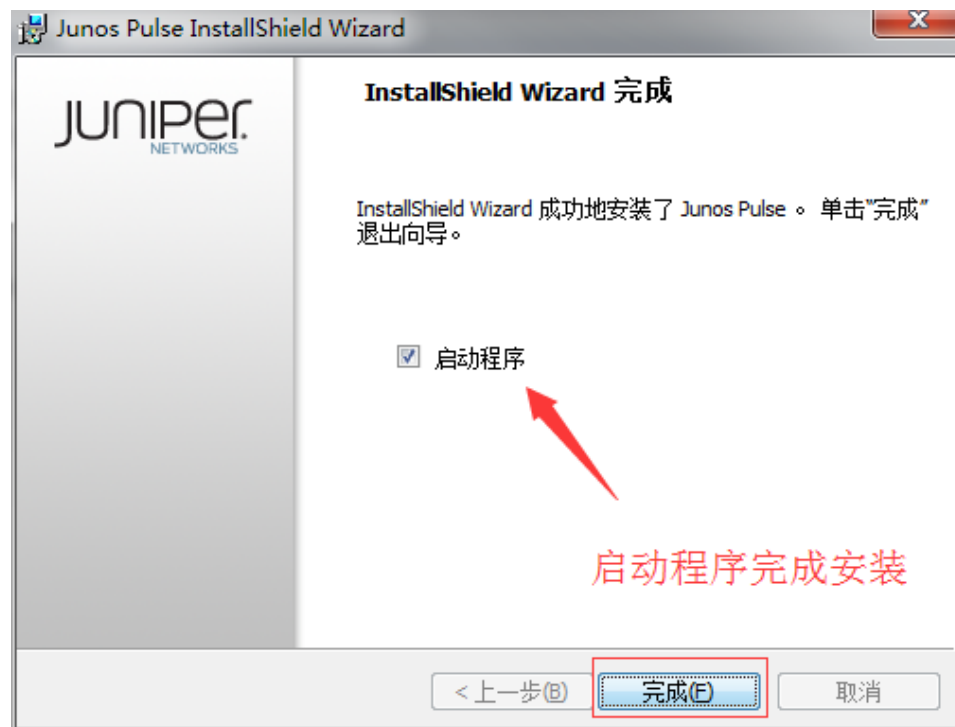 Junos Pulse InstallShield Wizard
JUNIPER
NETWORKS
InstallShield Wizard 完成
InstallShield Wizard 成功地安装了 Junos Pulse。 单击"完成"
退出向导。
启动程序
启动程序完成安装
<上一步(B)
完成(F)
取消